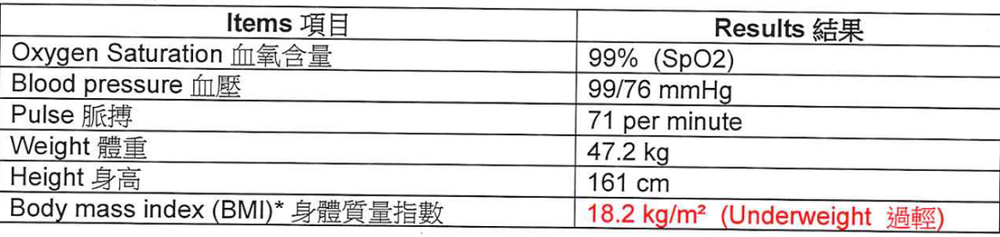 Items 項目 Results 結果
Oxygen Saturation 血氧含量 99% (SpO2)
Blood pressure 血壓 99/76 mmHg
Pulse 脈搏 71 per minute
Weight 體重 47.2 kg
Height 身高 161 cm
Body mass index (BMI)* 身體質量指數 18.2 kg/m² (Underweight 過輕)